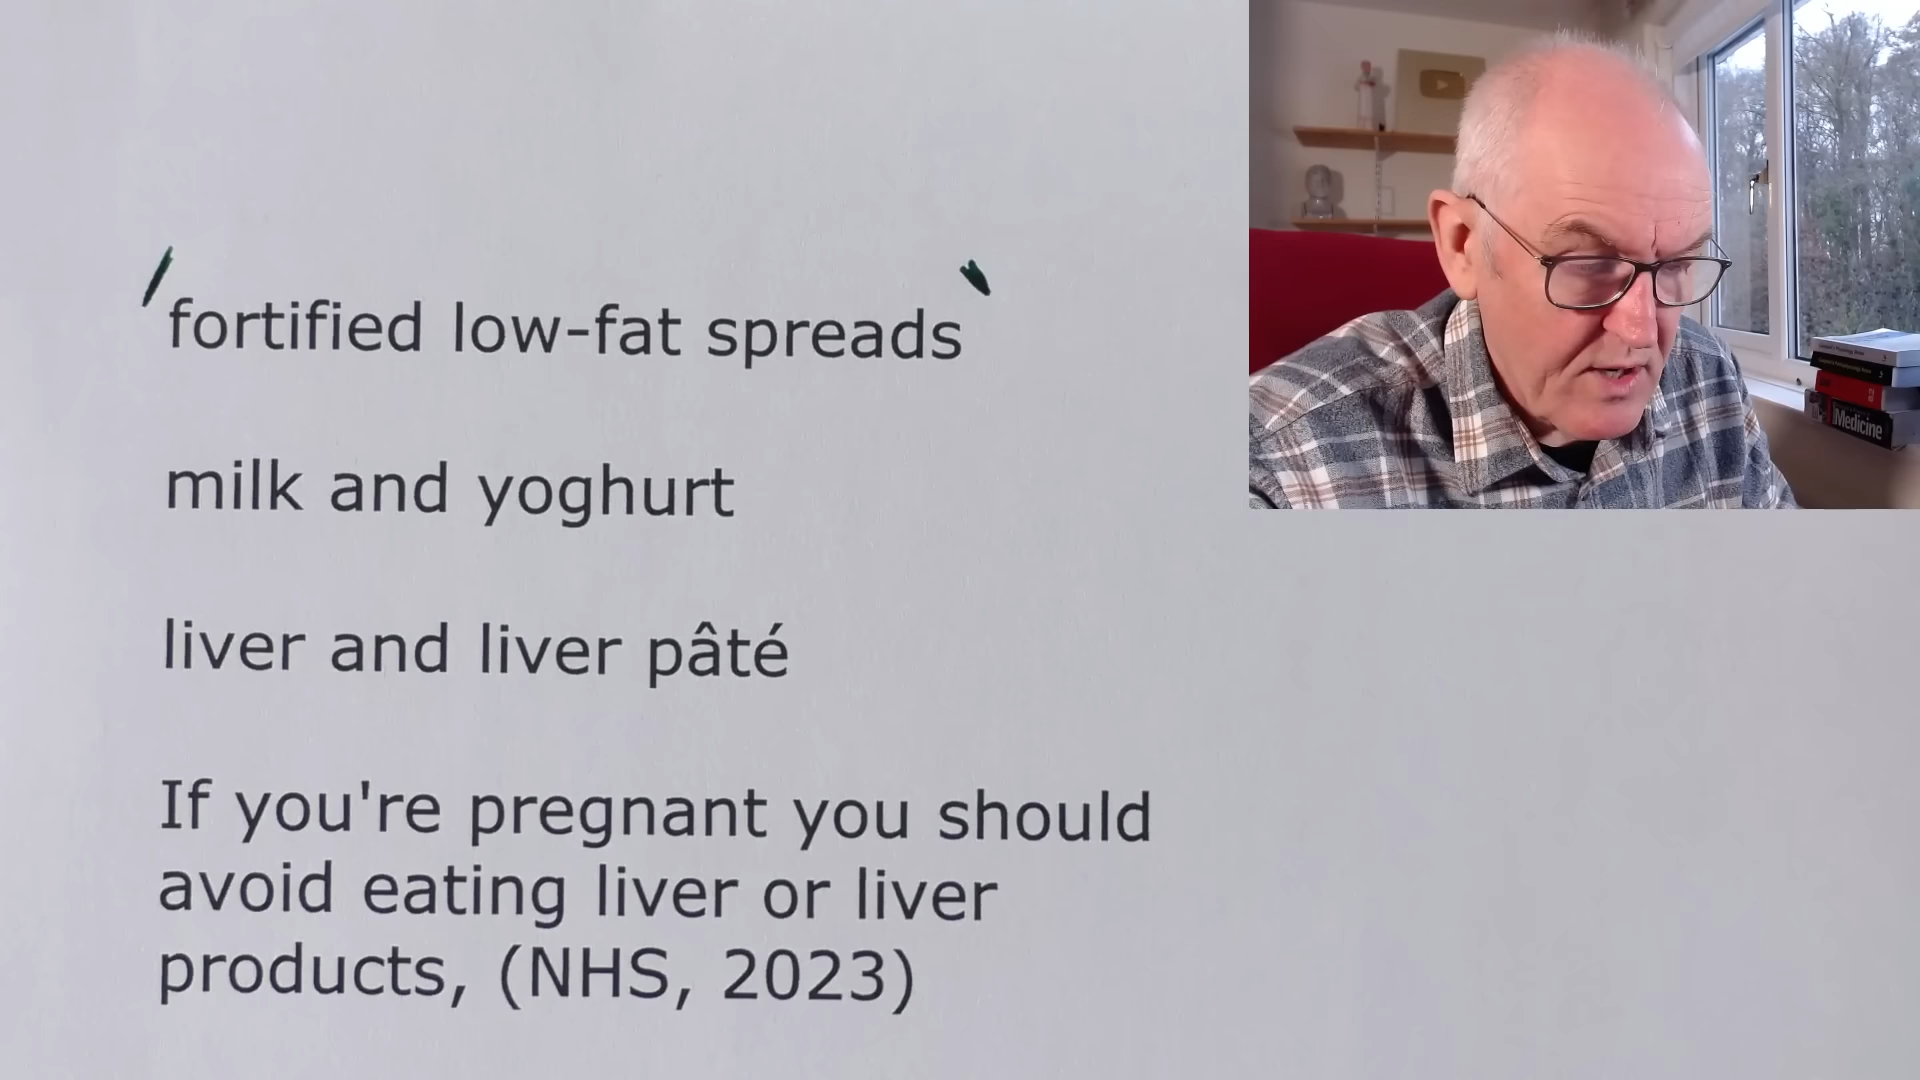 fortified low-fat spreads
milk and yoghurt
liver and liver pâté
If you're pregnant you should
avoid eating liver or liver
products, (NHS, 2023)
Medicine